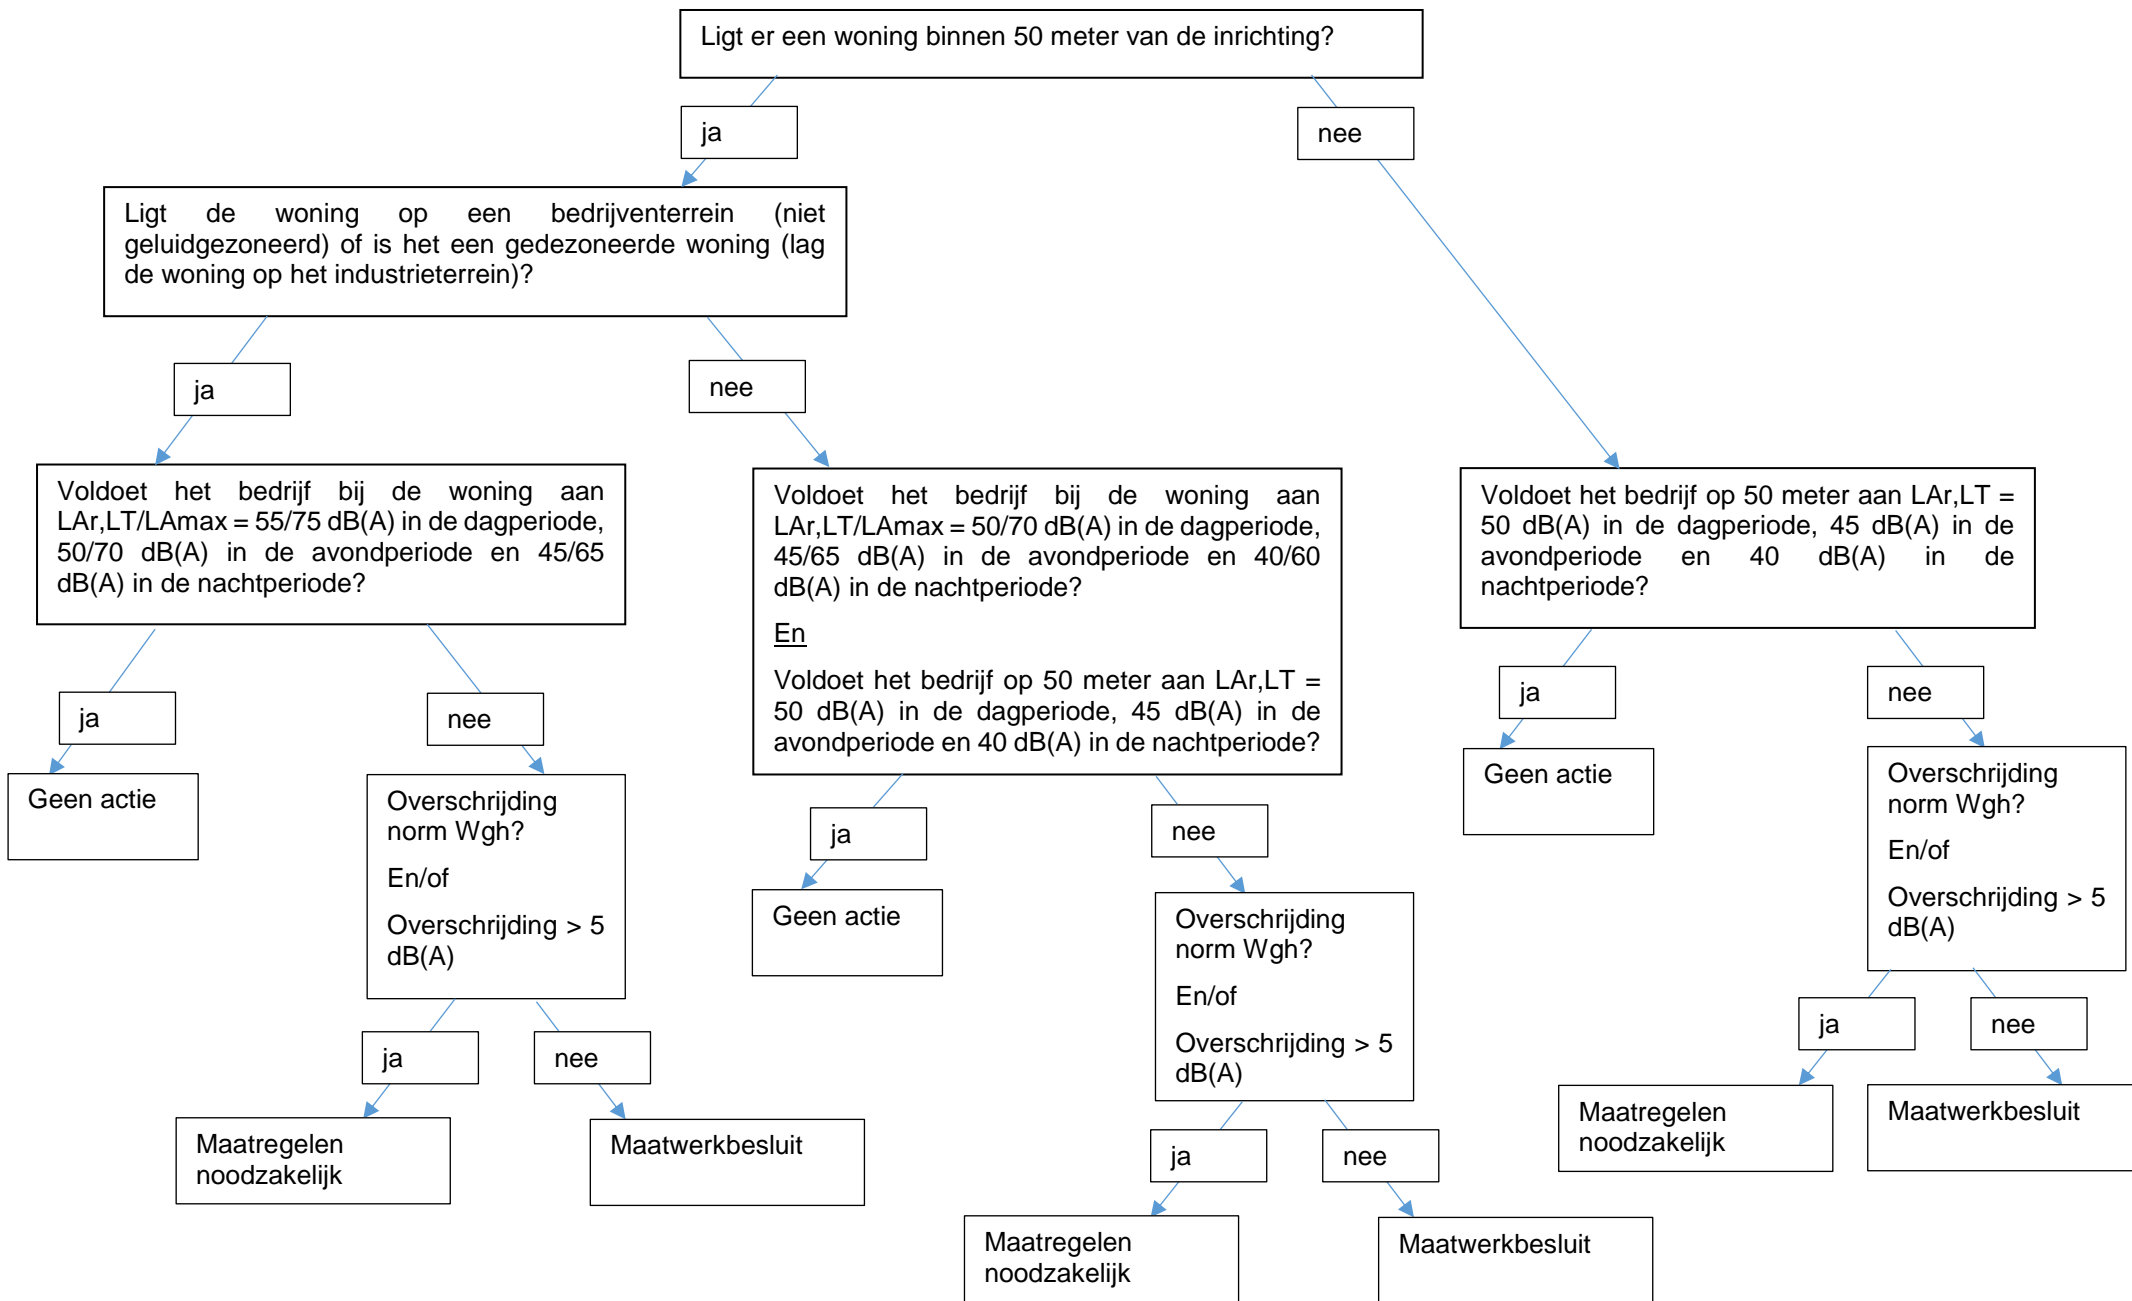 Ligt er een woning binnen 50 meter van de inrichting?
ja
nee
Ligt de woning op een bedrijventerrein (niet
geluidgezoneerd) of is het een gedezoneerde woning (lag
de woning op het industrieterrein)?
ja
nee
Voldoet het bedrijf bij de woning aan
LAr,LT/LAmax = 55/75 dB(A) in de dagperiode,
50/70 dB(A) in de avondperiode en 45/65
dB(A) in de nachtperiode?
Voldoet het bedrijf bij de woning aan
LAr,LT/LAmax = 50/70 dB(A) in de dagperiode,
45/65 dB(A) in de avondperiode en 40/60
dB(A) in de nachtperiode?
En
Voldoet het bedrijf op 50 meter aan LAr,LT =
50 dB(A) in de dagperiode, 45 dB(A) in de
avondperiode en 40 dB(A) in de nachtperiode?
Voldoet het bedrijf op 50 meter aan LAr,LT =
50 dB(A) in de dagperiode, 45 dB(A) in de
avondperiode en 40 dB(A) in de
nachtperiode?
ja
nee
ja
nee
ja
nee
Geen actie
Overschrijding
norm Wgh?
En/of
Overschrijding > 5
dB(A)
Geen actie
Overschrijding
norm Wgh?
En/of
Overschrijding > 5
dB(A)
Geen actie
Overschrijding
norm Wgh?
En/of
Overschrijding > 5
dB(A)
ja
nee
ja
nee
ja
nee
Maatregelen
noodzakelijk
Maatwerkbesluit
Maatregelen
noodzakelijk
Maatwerkbesluit
Maatregelen
noodzakelijk
Maatwerkbesluit